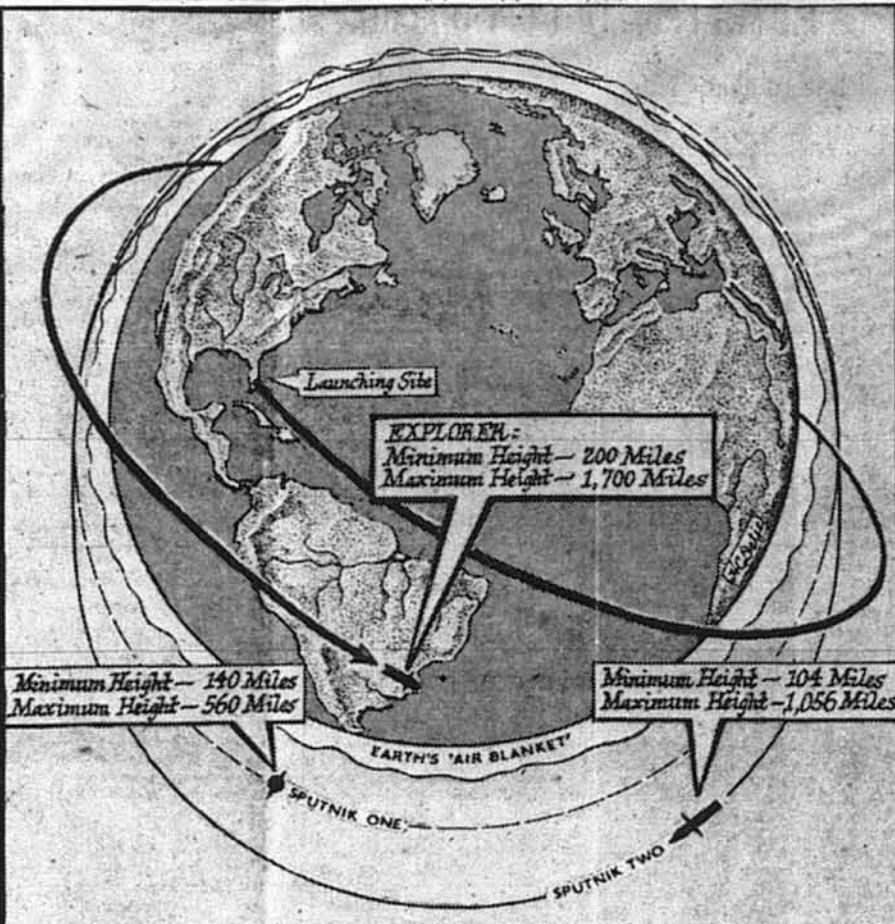 Launching Site
EXPLORER:
Minimum Height— 200 Miles
Maximum Height— 1,700 Miles
Minimum Height— 140 Miles
Maximum Height—560 Miles
Minimum Height— 104 Miles
Maximum Height—1,056 Miles
EARTH'S 'AIR BLANKET'
SPUTNIK ONE
SPUTNIK TWO